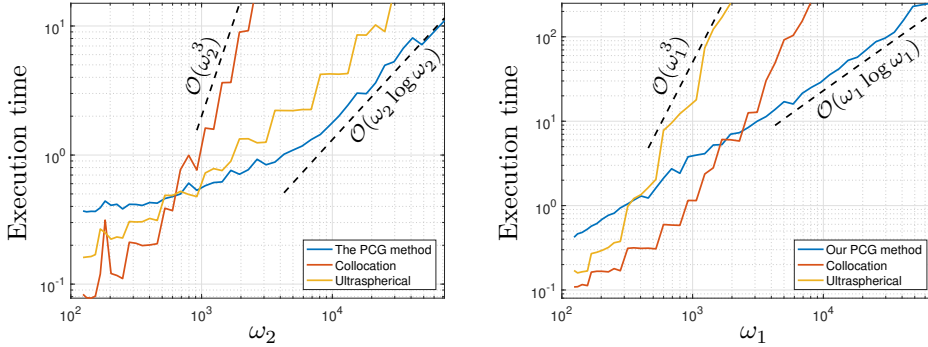 Execution time
10^1
10^0
10^-1
O(ω_2^3)
O(ω_2 log ω_2)
The PCG method
Collocation
Ultraspherical
10^2
10^3
10^4
ω_2
Execution time
10^2
10^1
10^0
10^-1
O(ω_1^3)
O(ω_1 log ω_1)
Our PCG method
Collocation
Ultraspherical
10^2
10^3
10^4
ω_1